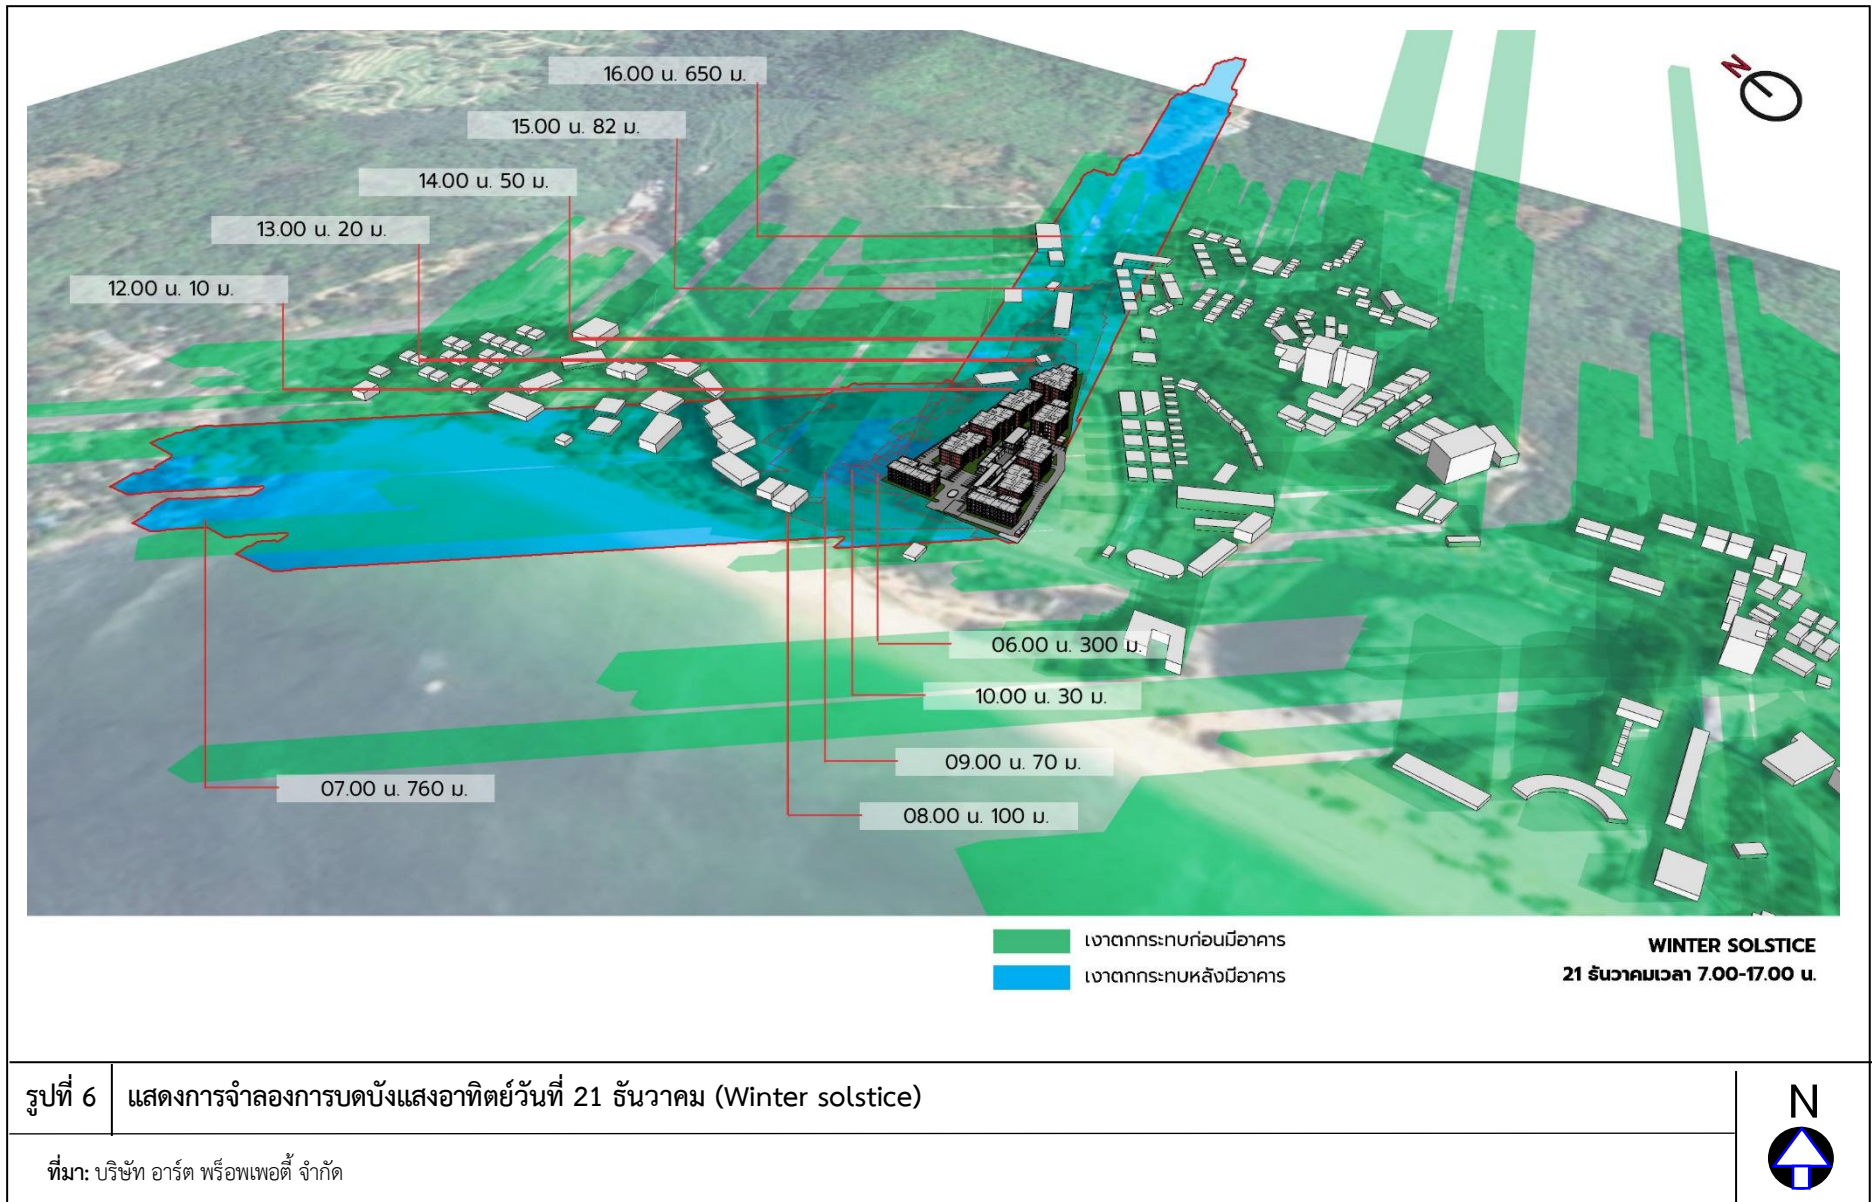 N
16.00 น. 650 ม.
15.00 น. 82 ม.
14.00 น. 50 ม.
13.00 น. 20 ม.
12.00 น. 10 ม.
06.00 น. 300 ม.
10.00 น. 30 ม.
09.00 น. 70 ม.
07.00 น. 760 ม.
08.00 น. 100 ม.
เงาตกกระทบก่อนมีอาคาร
เงาตกกระทบหลังมีอาคาร
WINTER SOLSTICE
21 ธันวาคมเวลา 7.00-17.00 น.
รูปที่ 6 แสดงการจำลองการบดบังแสงอาทิตย์วันที่ 21 ธันวาคม (Winter solstice)
N
ที่มา: บริษัท อาร์ต พร็อพเพอตี้ จำกัด